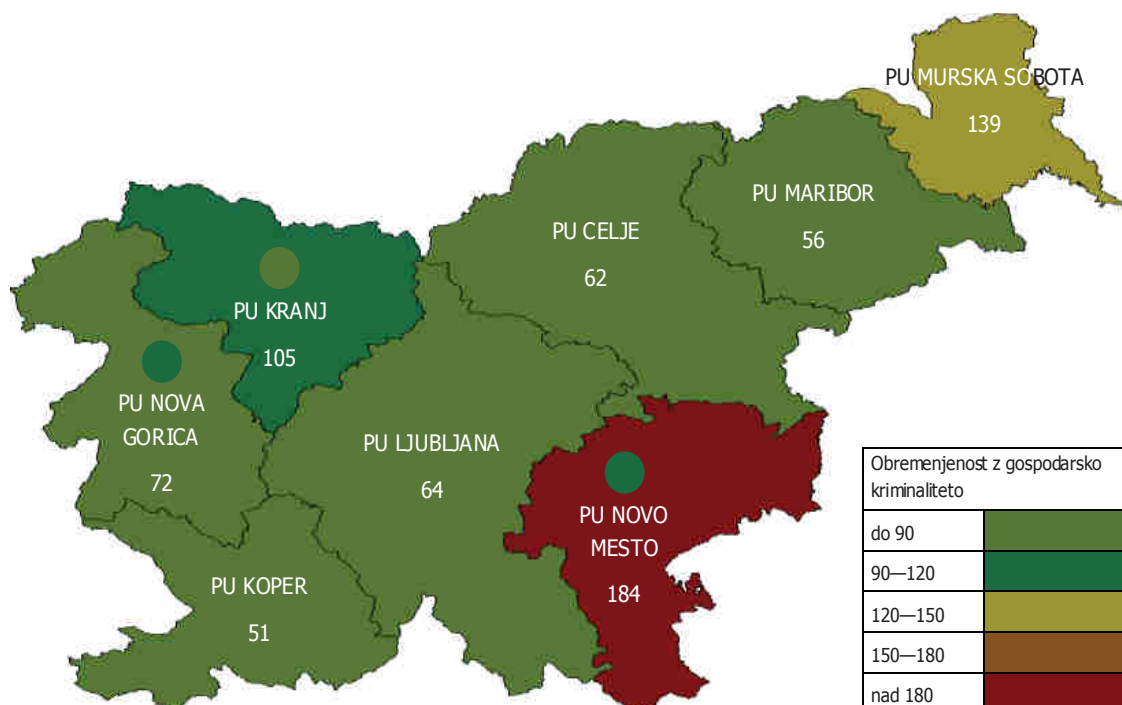 PU MURSKA SOBOTA
139
PU MARIBOR
56
PU CELJE
62
PU KRANJ
105
PU NOVA
GORICA
72
PU LJUBLJANA
64
PU NOVO
MESTO
184
PU KOPER
51
Obremenjenost z gospodarsko
kriminaliteto
do 90
90—120
120—150
150—180
nad 180